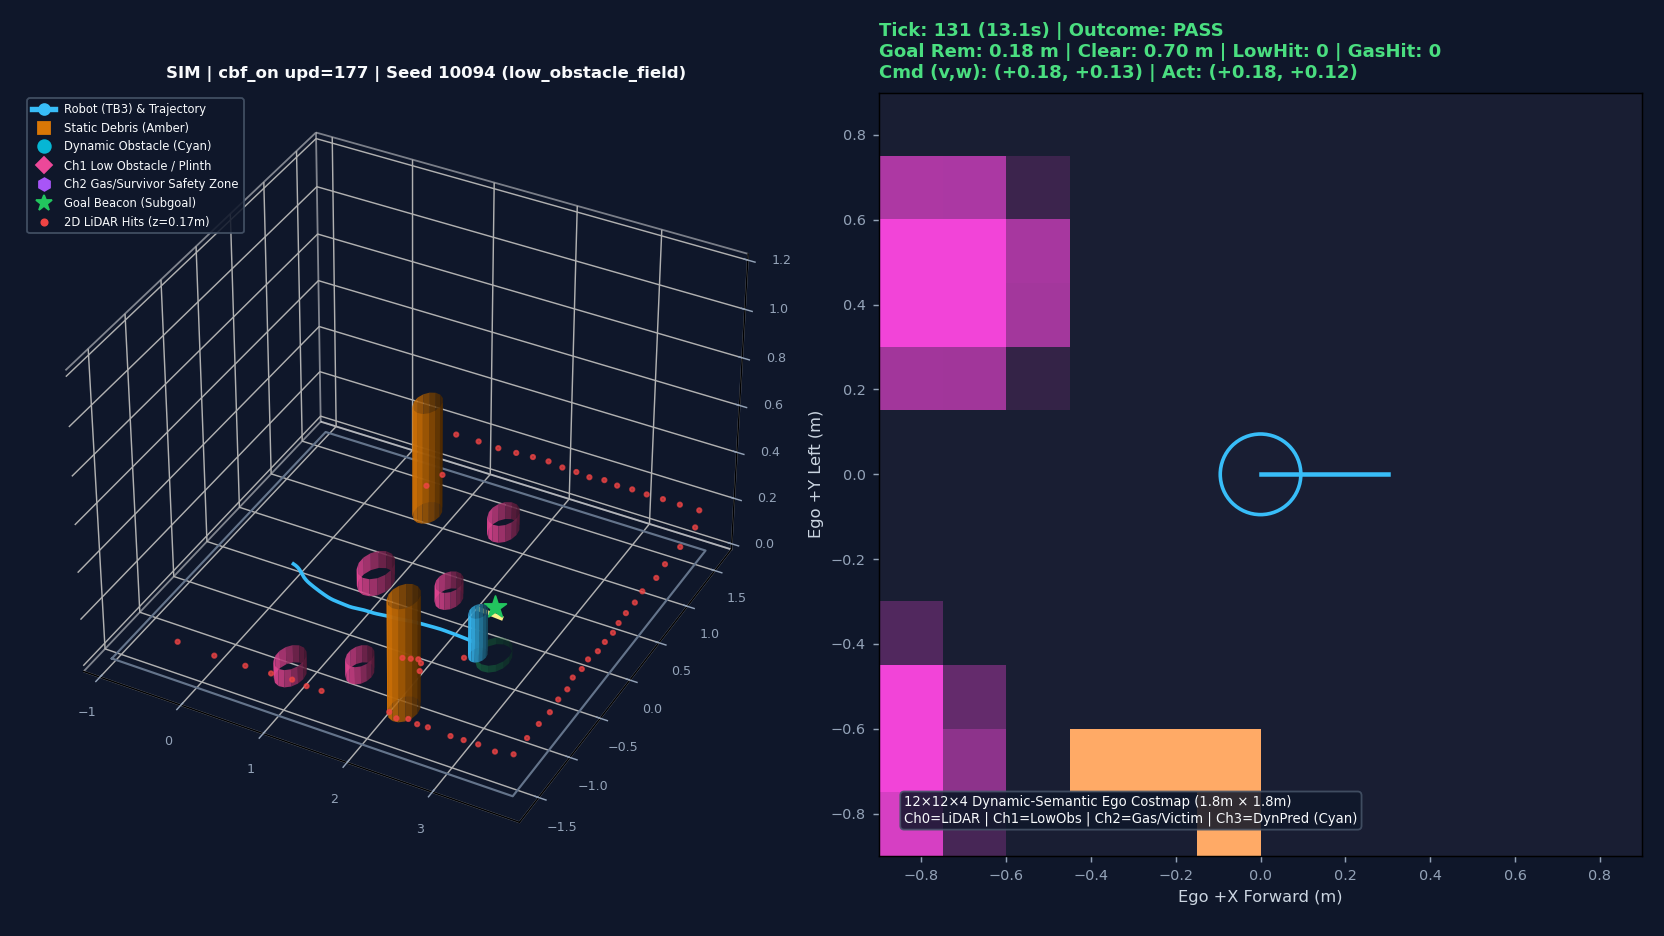 SIM | cbf_on upd=177 | Seed 10094 (low_obstacle_field)
Robot (TB3) & Trajectory
Static Debris (Amber)
Dynamic Obstacle (Cyan)
Ch1 Low Obstacle / Plinth
Ch2 Gas/Survivor Safety Zone
Goal Beacon (Subgoal)
2D LiDAR Hits (z=0.17m)
1.2
1.0
0.8
0.6
0.4
0.2
0.0
1.5
1.0
0.5
0.0
−0.5
−1.0
−1.5
−1
0
1
2
3
Tick: 131 (13.1s) | Outcome: PASS
Goal Rem: 0.18 m | Clear: 0.70 m | LowHit: 0 | GasHit: 0
Cmd (v,w): (+0.18, +0.13) | Act: (+0.18, +0.12)
Ego +Y Left (m)
0.8
0.6
0.4
0.2
0.0
−0.2
−0.4
−0.6
−0.8
12×12×4 Dynamic-Semantic Ego Costmap (1.8m × 1.8m)
Ch0=LiDAR | Ch1=LowObs | Ch2=Gas/Victim | Ch3=DynPred (Cyan)
−0.8 −0.6 −0.4 −0.2 0.0 0.2 0.4 0.6 0.8
Ego +X Forward (m)